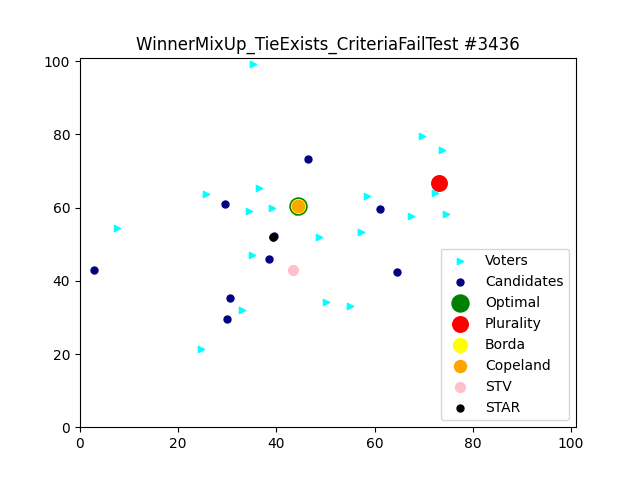 WinnerMixUp_TieExists_CriteriaFailTest #3436
100
80
60
40
20
0
0 20 40 60 80 100
Voters
Candidates
Optimal
Plurality
Borda
Copeland
STV
STAR